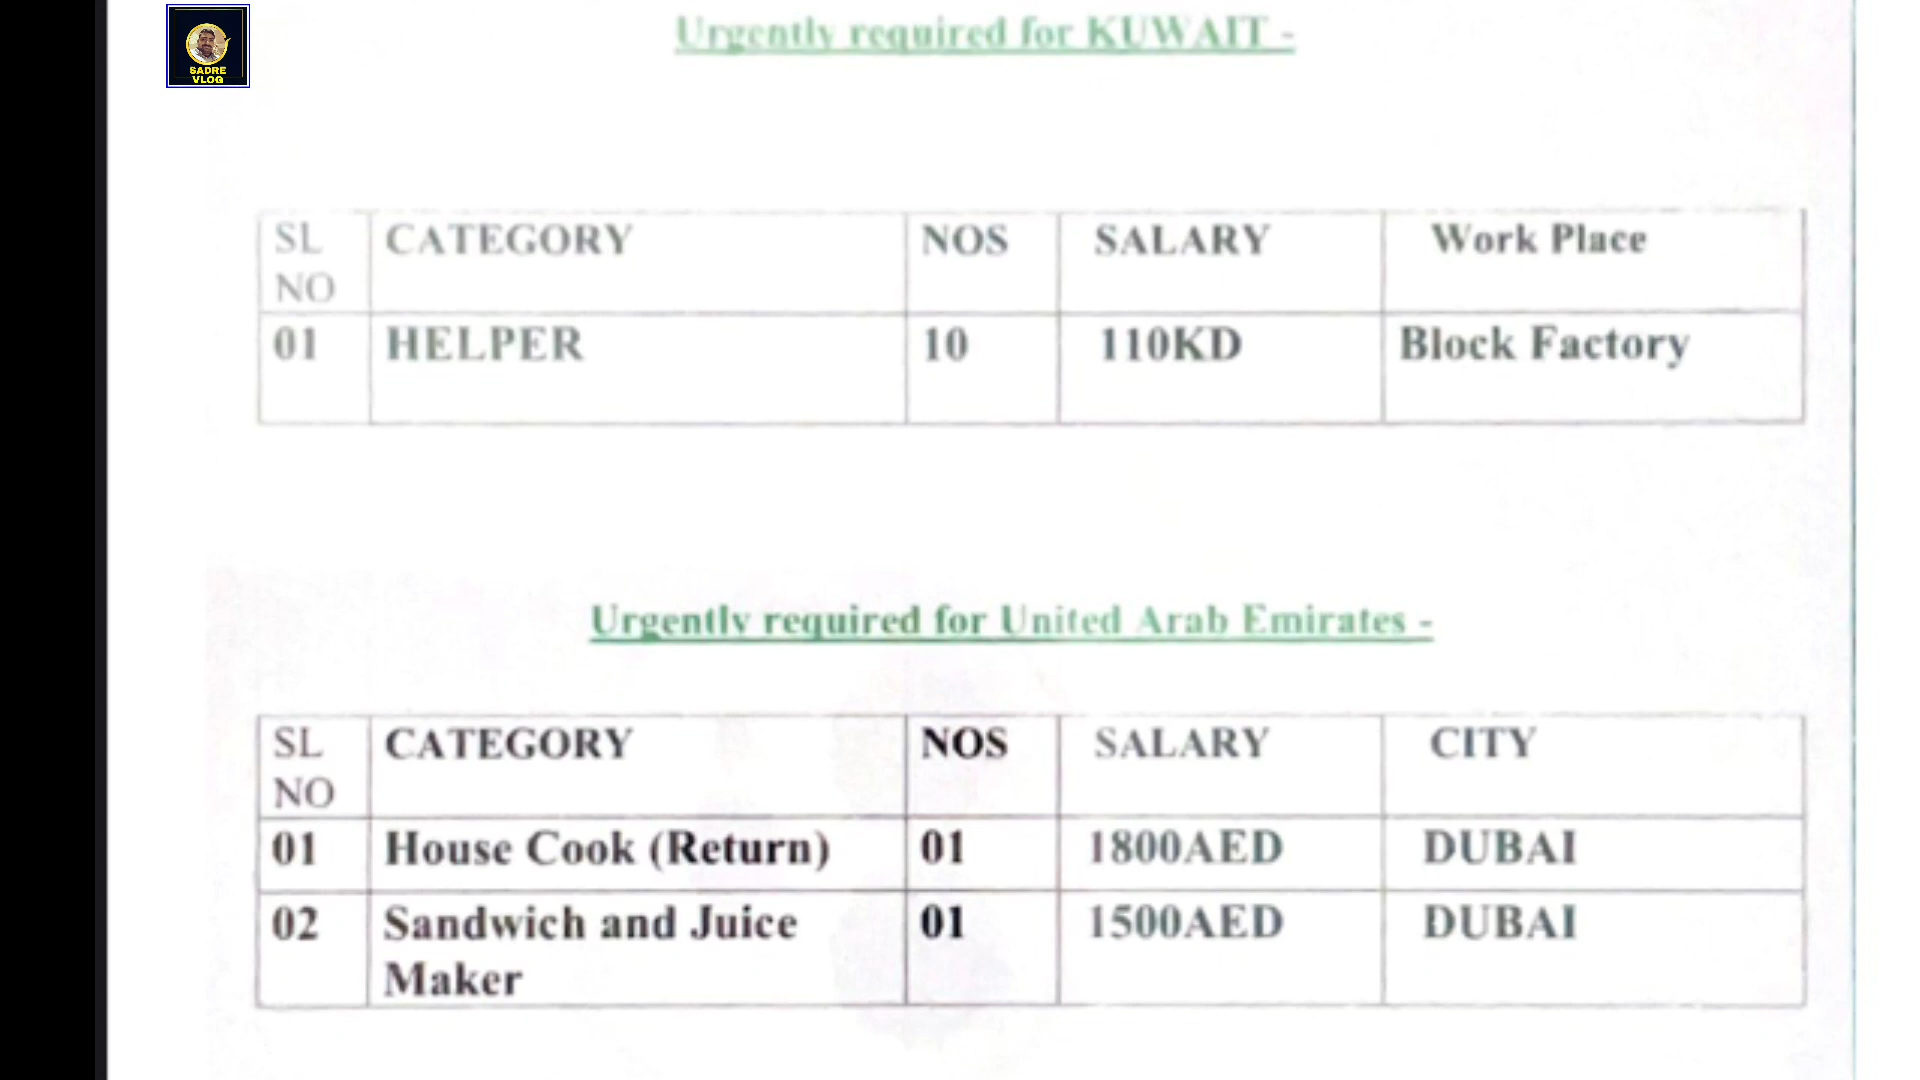 SADRE
VLOG
Urgently required for KUWAIT -
SL NO CATEGORY NOS SALARY Work Place
01 HELPER 10 110KD Block Factory
Urgently required for United Arab Emirates -
SL NO CATEGORY NOS SALARY CITY
01 House Cook (Return) 01 1800AED DUBAI
02 Sandwich and Juice Maker 01 1500AED DUBAI